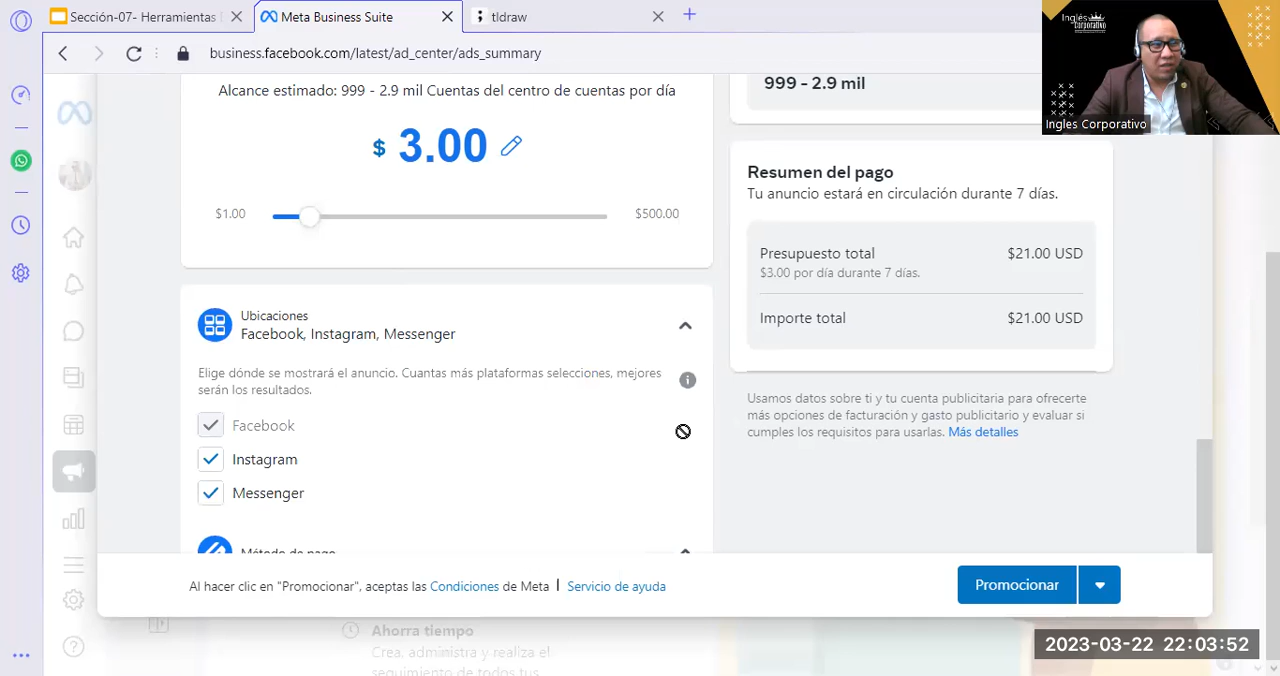 Sección-07- Herramientas
Meta Business Suite
tldraw
business.facebook.com/latest/ad_center/ads_summary
Inglés
Corporativo
Ingles Corporativo
Alcance estimado: 999 - 2.9 mil Cuentas del centro de cuentas por día
$ 3.00
$1.00
$500.00
999 - 2.9 mil
Resumen del pago
Tu anuncio estará en circulación durante 7 días.
Presupuesto total $21.00 USD
$3.00 por día durante 7 días.
Importe total $21.00 USD
Usamos datos sobre ti y tu cuenta publicitaria para ofrecerte
más opciones de facturación y gasto publicitario y evaluar si
cumples los requisitos para usarlas. Más detalles
Ubicaciones
Facebook, Instagram, Messenger
Elige dónde se mostrará el anuncio. Cuantas más plataformas selecciones, mejores
serán los resultados.
Facebook
Instagram
Messenger
Método de pago
Al hacer clic en "Promocionar", aceptas las Condiciones de Meta | Servicio de ayuda
Promocionar
Ahorra tiempo
Crea, administra y realiza el
seguimiento de todos tus
2023-03-22 22:03:52